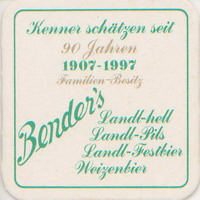 Kenner schätzen seit
90 Jahren
1907-1997
Familien-Besitz
Bender's
Landl-hell
Landl-Pils
Landl-Festbier
Weizenbier